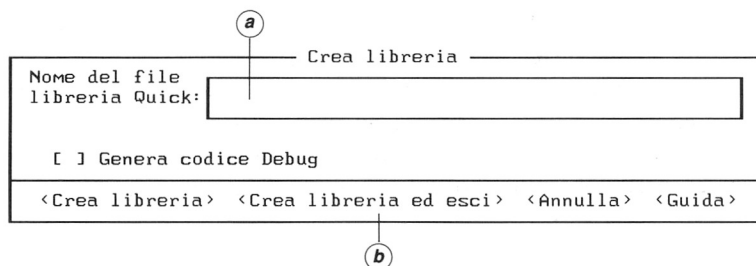 a
Crea libreria
Nome del file
libreria Quick:
[ ] Genera codice Debug
<Crea libreria> <Crea libreria ed esci> <Annulla> <Guida>
b